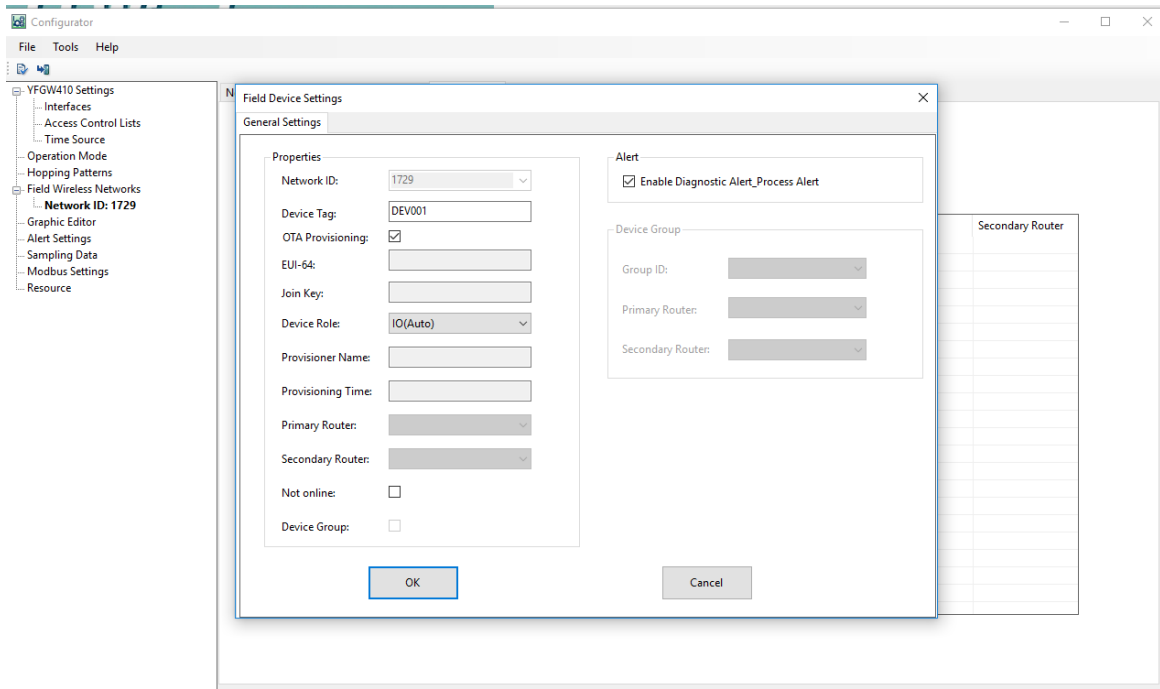 Configurator
File Tools Help
YFGW410 Settings
Interfaces
Access Control Lists
Time Source
Operation Mode
Hopping Patterns
Field Wireless Networks
Network ID: 1729
Graphic Editor
Alert Settings
Sampling Data
Modbus Settings
Resource
N
Field Device Settings
General Settings
Properties
Network ID: 1729
Device Tag: DEV001
OTA Provisioning:
EUI-64:
Join Key:
Device Role: IO(Auto)
Provisioner Name:
Provisioning Time:
Primary Router:
Secondary Router:
Not online:
Device Group:
Alert
Enable Diagnostic Alert_Process Alert
Device Group
Group ID:
Primary Router:
Secondary Router:
OK Cancel
Secondary Router